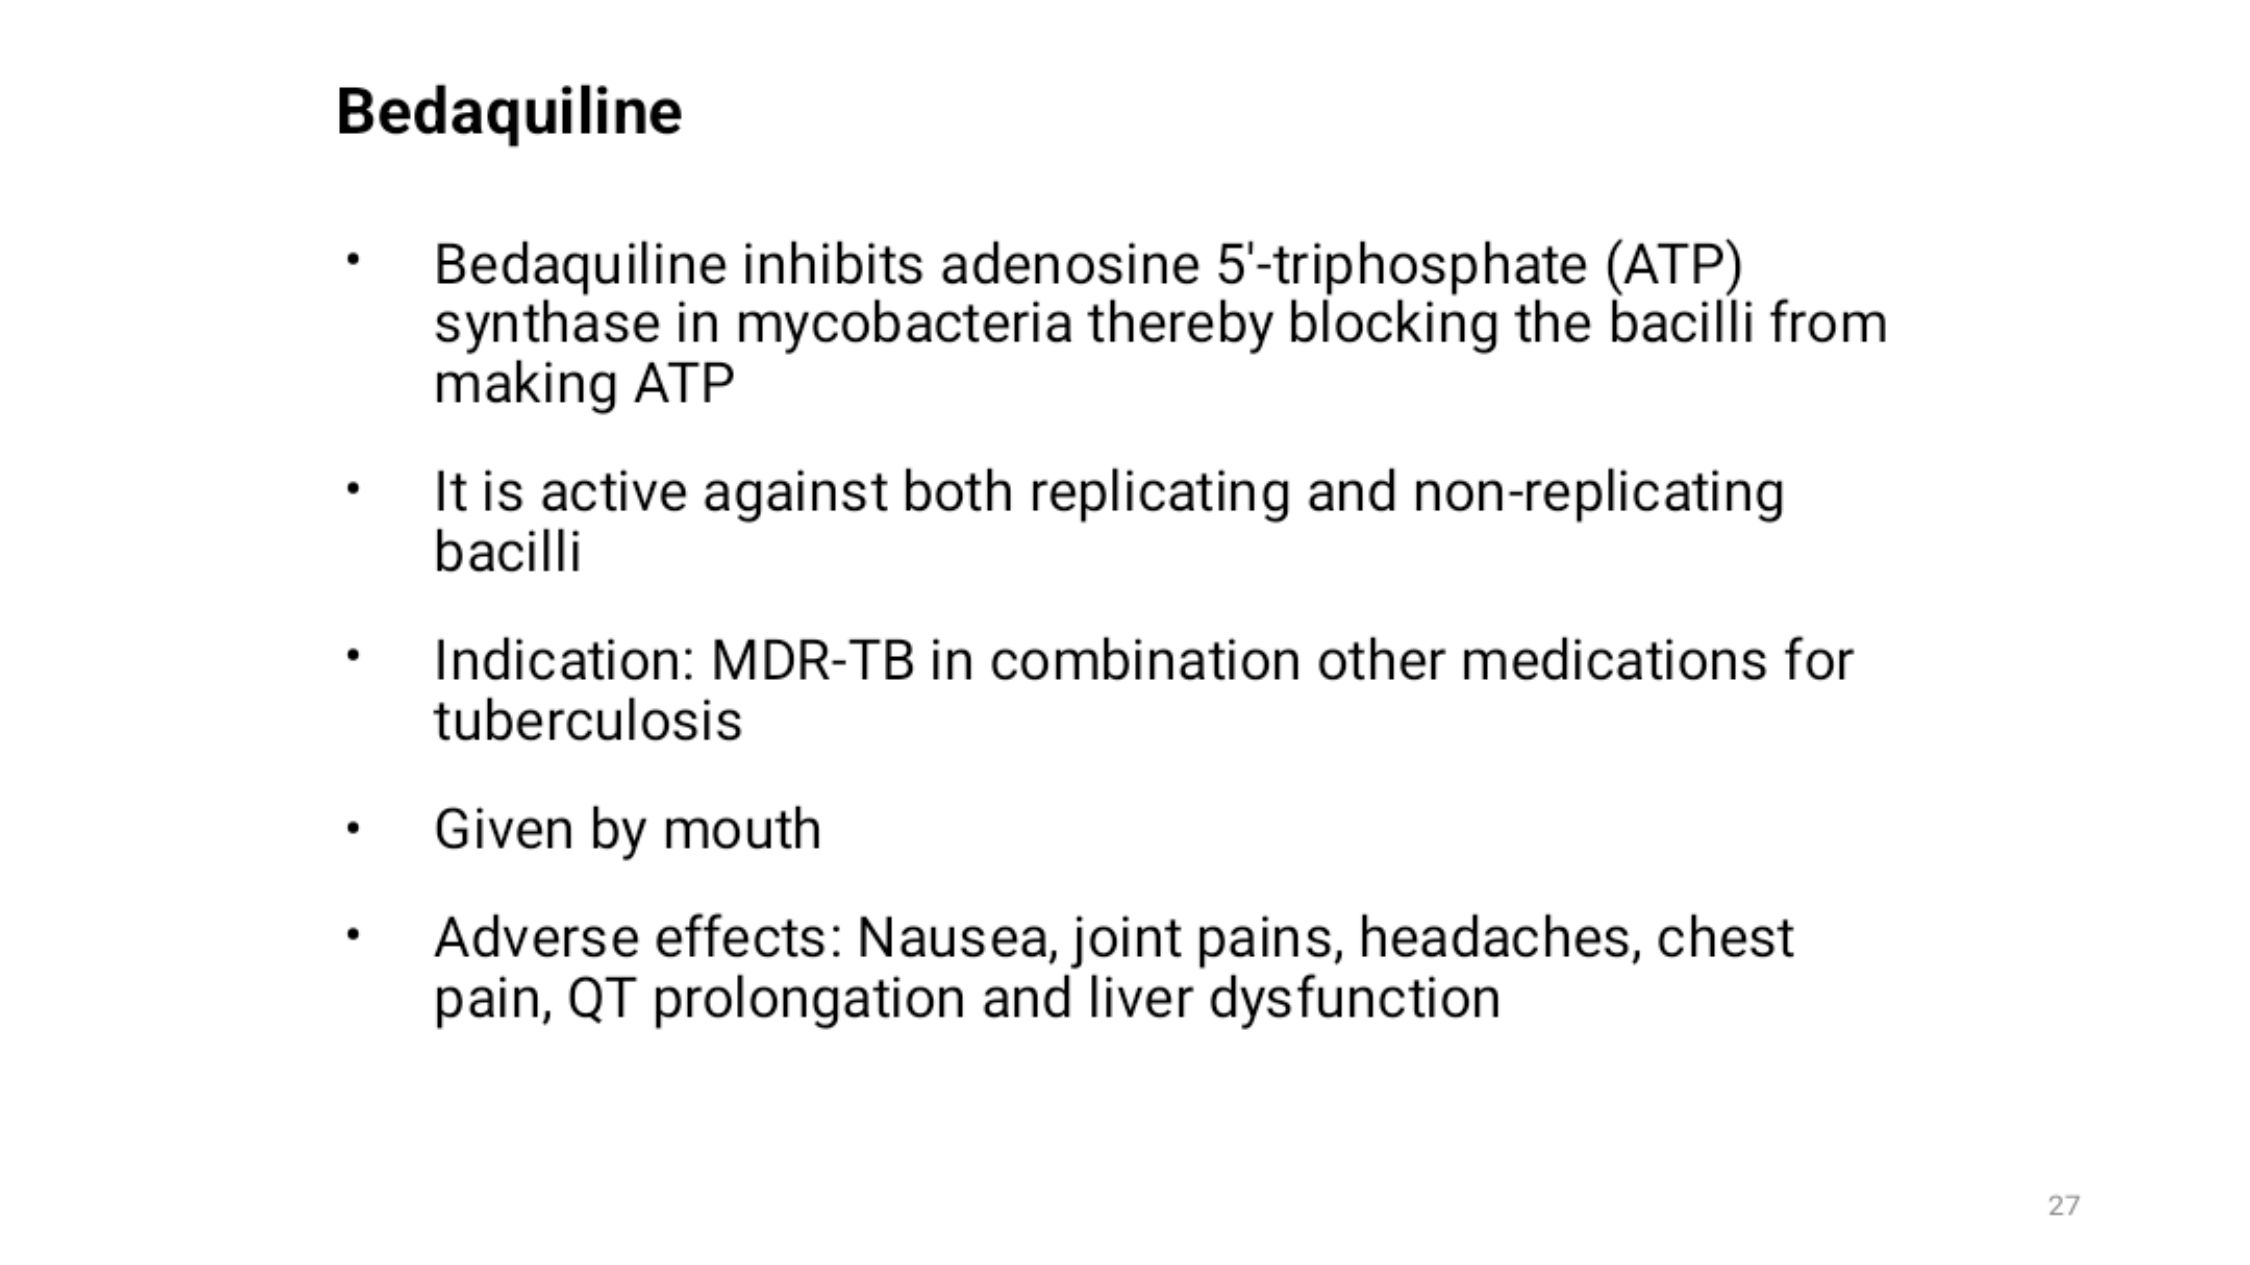 Bedaquiline
• Bedaquiline inhibits adenosine 5'-triphosphate (ATP)
synthase in mycobacteria thereby blocking the bacilli from
making ATP
• It is active against both replicating and non-replicating
bacilli
• Indication: MDR-TB in combination other medications for
tuberculosis
• Given by mouth
• Adverse effects: Nausea, joint pains, headaches, chest
pain, QT prolongation and liver dysfunction
27